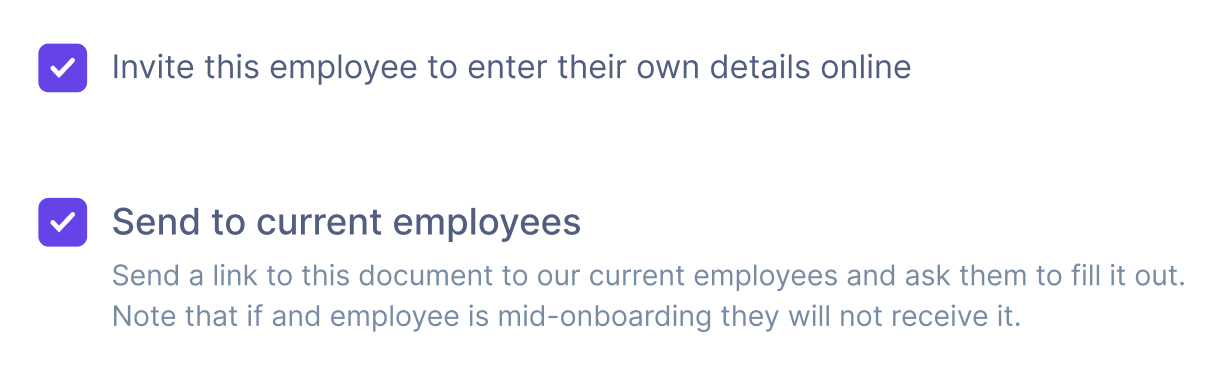 Invite this employee to enter their own details online
Send to current employees
Send a link to this document to our current employees and ask them to fill it out.
Note that if and employee is mid-onboarding they will not receive it.